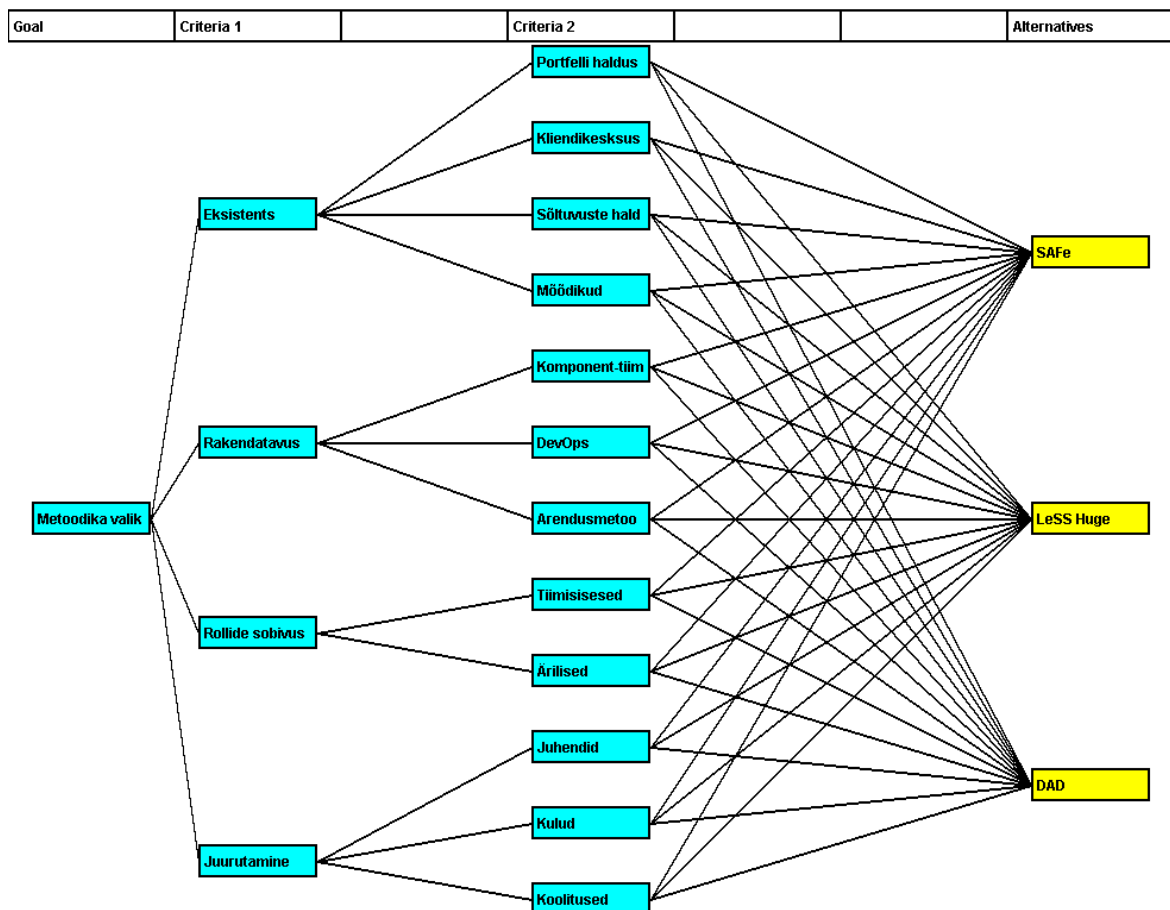 Goal
Criteria 1
Criteria 2
Alternatives
Portfelli haldus
Kliendikesksus
Eksistents
Sõltuvuste hald
SAFe
Mõõdikud
Komponent-tiim
Rakendatavus
DevOps
Metoodika valik
Arendusmetoo
LeSS Huge
Tiimisisesed
Rollide sobivus
Ärilised
Juhendid
DAD
Kulud
Juurutamine
Koolitused